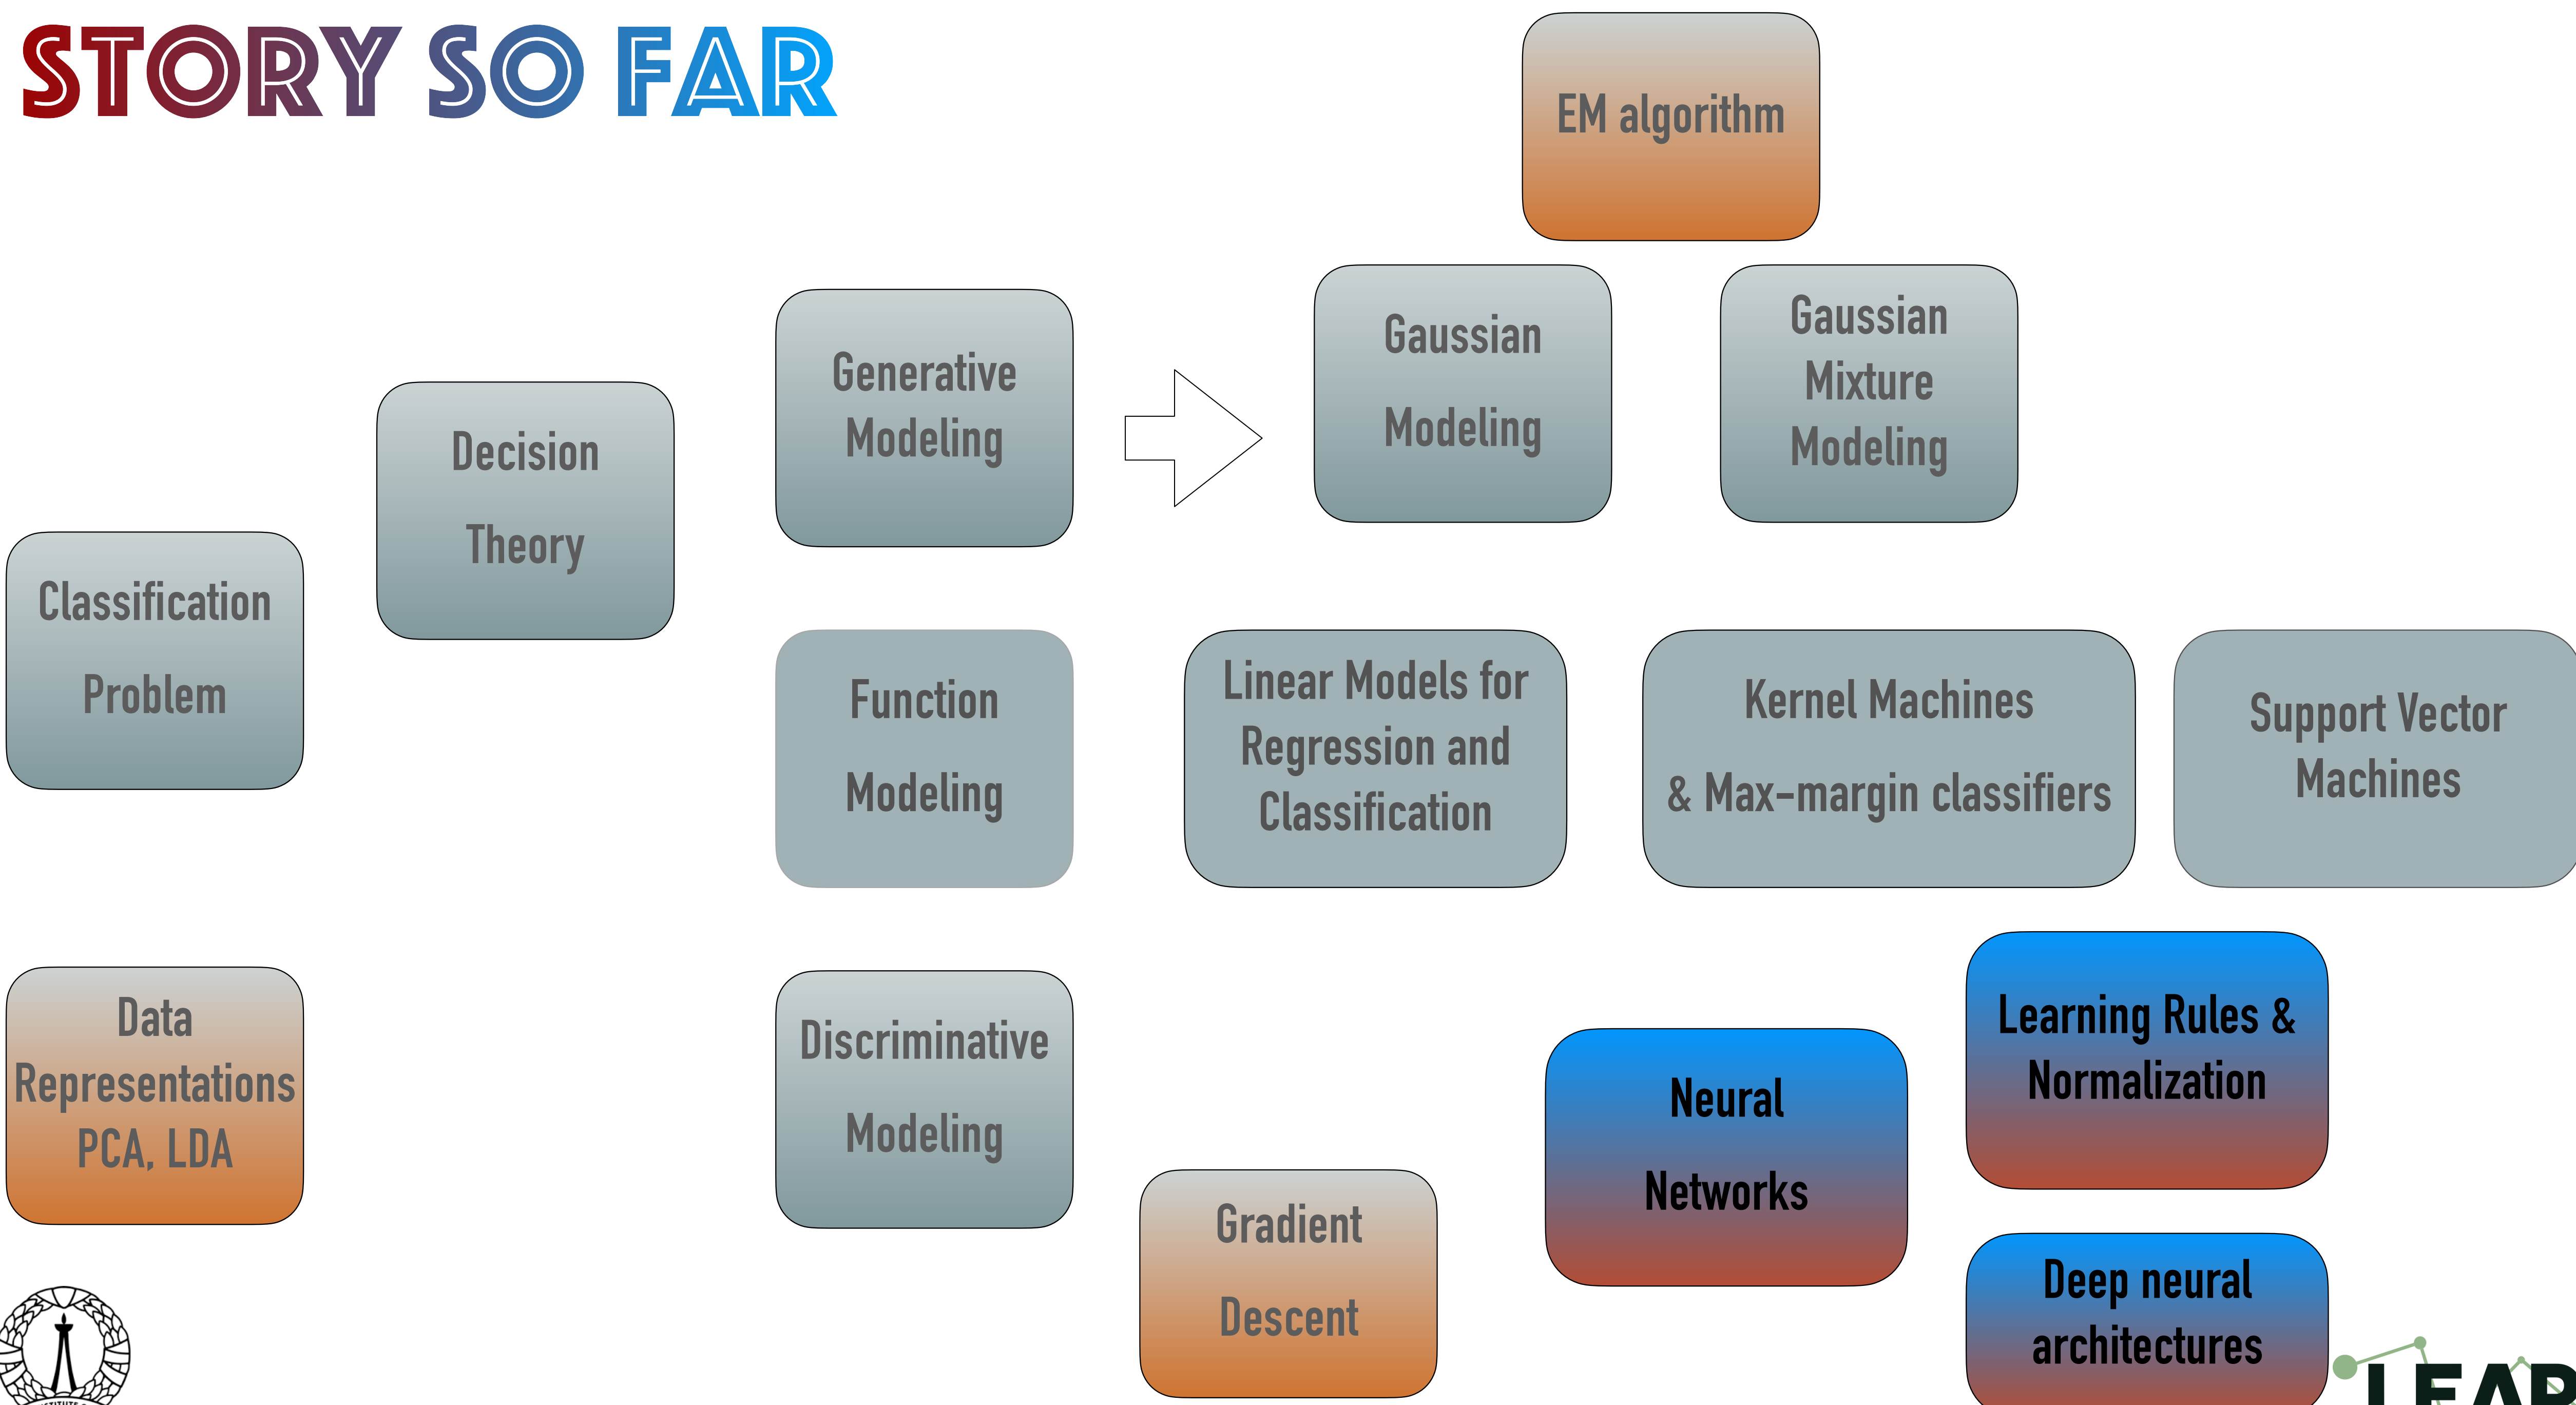 STORY SO FAR
EM algorithm
Gaussian
Modeling
Gaussian
Mixture
Modeling
Generative
Modeling
Decision
Theory
Classification
Problem
Function
Modeling
Linear Models for
Regression and
Classification
Kernel Machines
& Max-margin classifiers
Support Vector
Machines
Data
Representations
PCA, LDA
Discriminative
Modeling
Gradient
Descent
Neural
Networks
Learning Rules &
Normalization
Deep neural
architectures